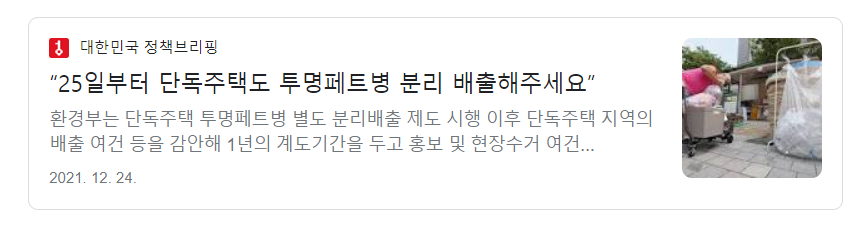 대한민국 정책브리핑
“25일부터 단독주택도 투명페트병 분리 배출해주세요”
환경부는 단독주택 투명페트병 별도 분리배출 제도 시행 이후 단독주택 지역의
배출 여건 등을 감안해 1년의 계도기간을 두고 홍보 및 현장수거 여건...
2021. 12. 24.